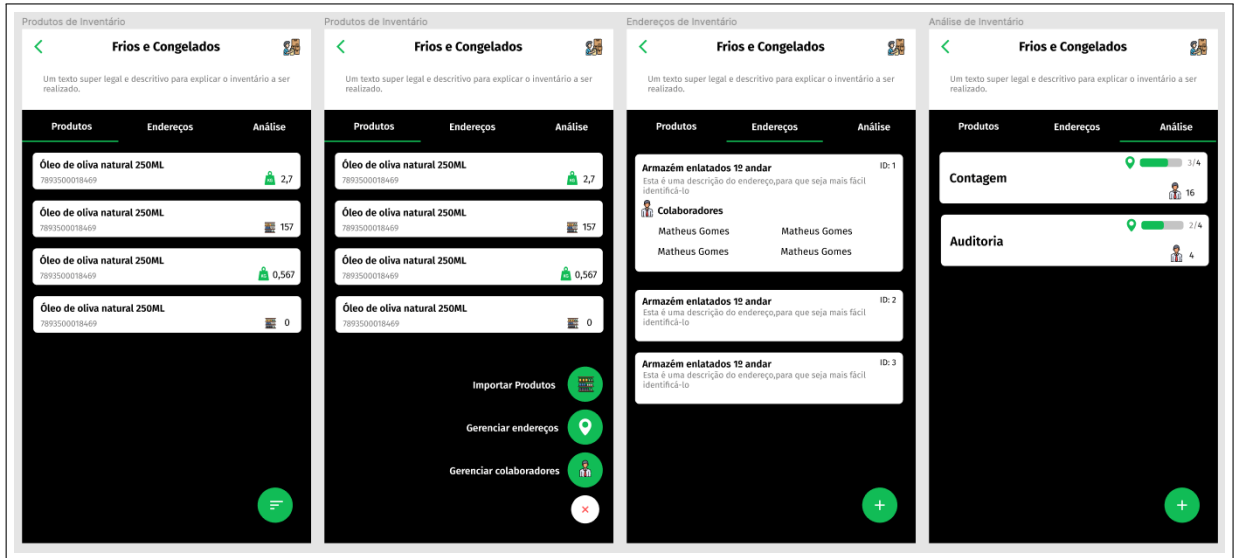 Produtos de Inventário
Frios e Congelados
Um texto super legal e descritivo para explicar o inventário a ser
realizado.
Produtos Endereços Análise
Óleo de oliva natural 250ML
7893500018469
KG 2,7
Óleo de oliva natural 250ML
7893500018469
157
Óleo de oliva natural 250ML
7893500018469
KG 0,567
Óleo de oliva natural 250ML
7893500018469
0
Produtos de Inventário
Frios e Congelados
Um texto super legal e descritivo para explicar o inventário a ser
realizado.
Produtos Endereços Análise
Óleo de oliva natural 250ML
7893500018469
KG 2,7
Óleo de oliva natural 250ML
7893500018469
157
Óleo de oliva natural 250ML
7893500018469
KG 0,567
Óleo de oliva natural 250ML
7893500018469
0
Importar Produtos
Gerenciar endereços
Gerenciar colaboradores
Endereços de Inventário
Frios e Congelados
Um texto super legal e descritivo para explicar o inventário a ser
realizado.
Produtos Endereços Análise
Armazém enlatados 1º andar ID: 1
Esta é uma descrição do endereço,para que seja mais fácil
identificá-lo
Colaboradores
Matheus Gomes Matheus Gomes
Matheus Gomes Matheus Gomes
Armazém enlatados 1º andar ID: 2
Esta é uma descrição do endereço,para que seja mais fácil
identificá-lo
Armazém enlatados 1º andar ID: 3
Esta é uma descrição do endereço,para que seja mais fácil
identificá-lo
Análise de Inventário
Frios e Congelados
Um texto super legal e descritivo para explicar o inventário a ser
realizado.
Produtos Endereços Análise
3/4
Contagem
16
2/4
Auditoria
4